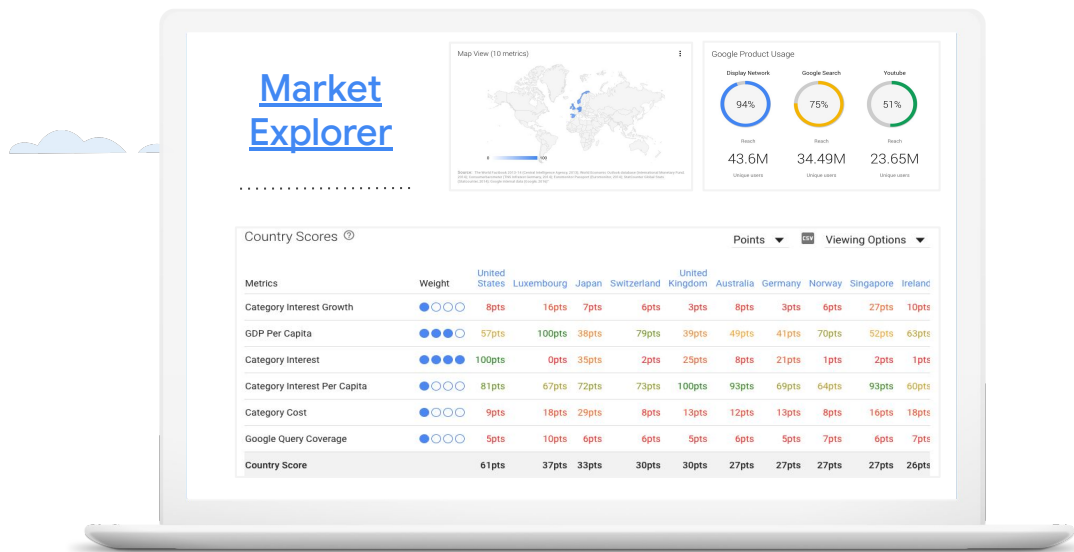 Market
Explorer
Map View (10 metrics)
0 100
Google Product Usage
Display Network Google Search Youtube
94% 75% 51%
Reach Reach Reach
43.6M 34.49M 23.65M
Unique users Unique users Unique users
Country Scores
Points CSV Viewing Options
Metrics Weight United States Luxembourg Japan Switzerland United Kingdom Australia Germany Norway Singapore Ireland
Category Interest Growth 8pts 16pts 7pts 6pts 3pts 8pts 3pts 6pts 27pts 10pts
GDP Per Capita 57pts 100pts 38pts 79pts 39pts 49pts 41pts 70pts 52pts 63pts
Category Interest 100pts 0pts 35pts 2pts 25pts 8pts 21pts 1pts 2pts 1pts
Category Interest Per Capita 81pts 67pts 72pts 73pts 100pts 93pts 69pts 64pts 93pts 60pts
Category Cost 9pts 18pts 29pts 8pts 13pts 12pts 13pts 8pts 16pts 18pts
Google Query Coverage 5pts 10pts 6pts 6pts 5pts 6pts 5pts 7pts 6pts 7pts
Country Score 61pts 37pts 33pts 30pts 30pts 27pts 27pts 27pts 27pts 26pts